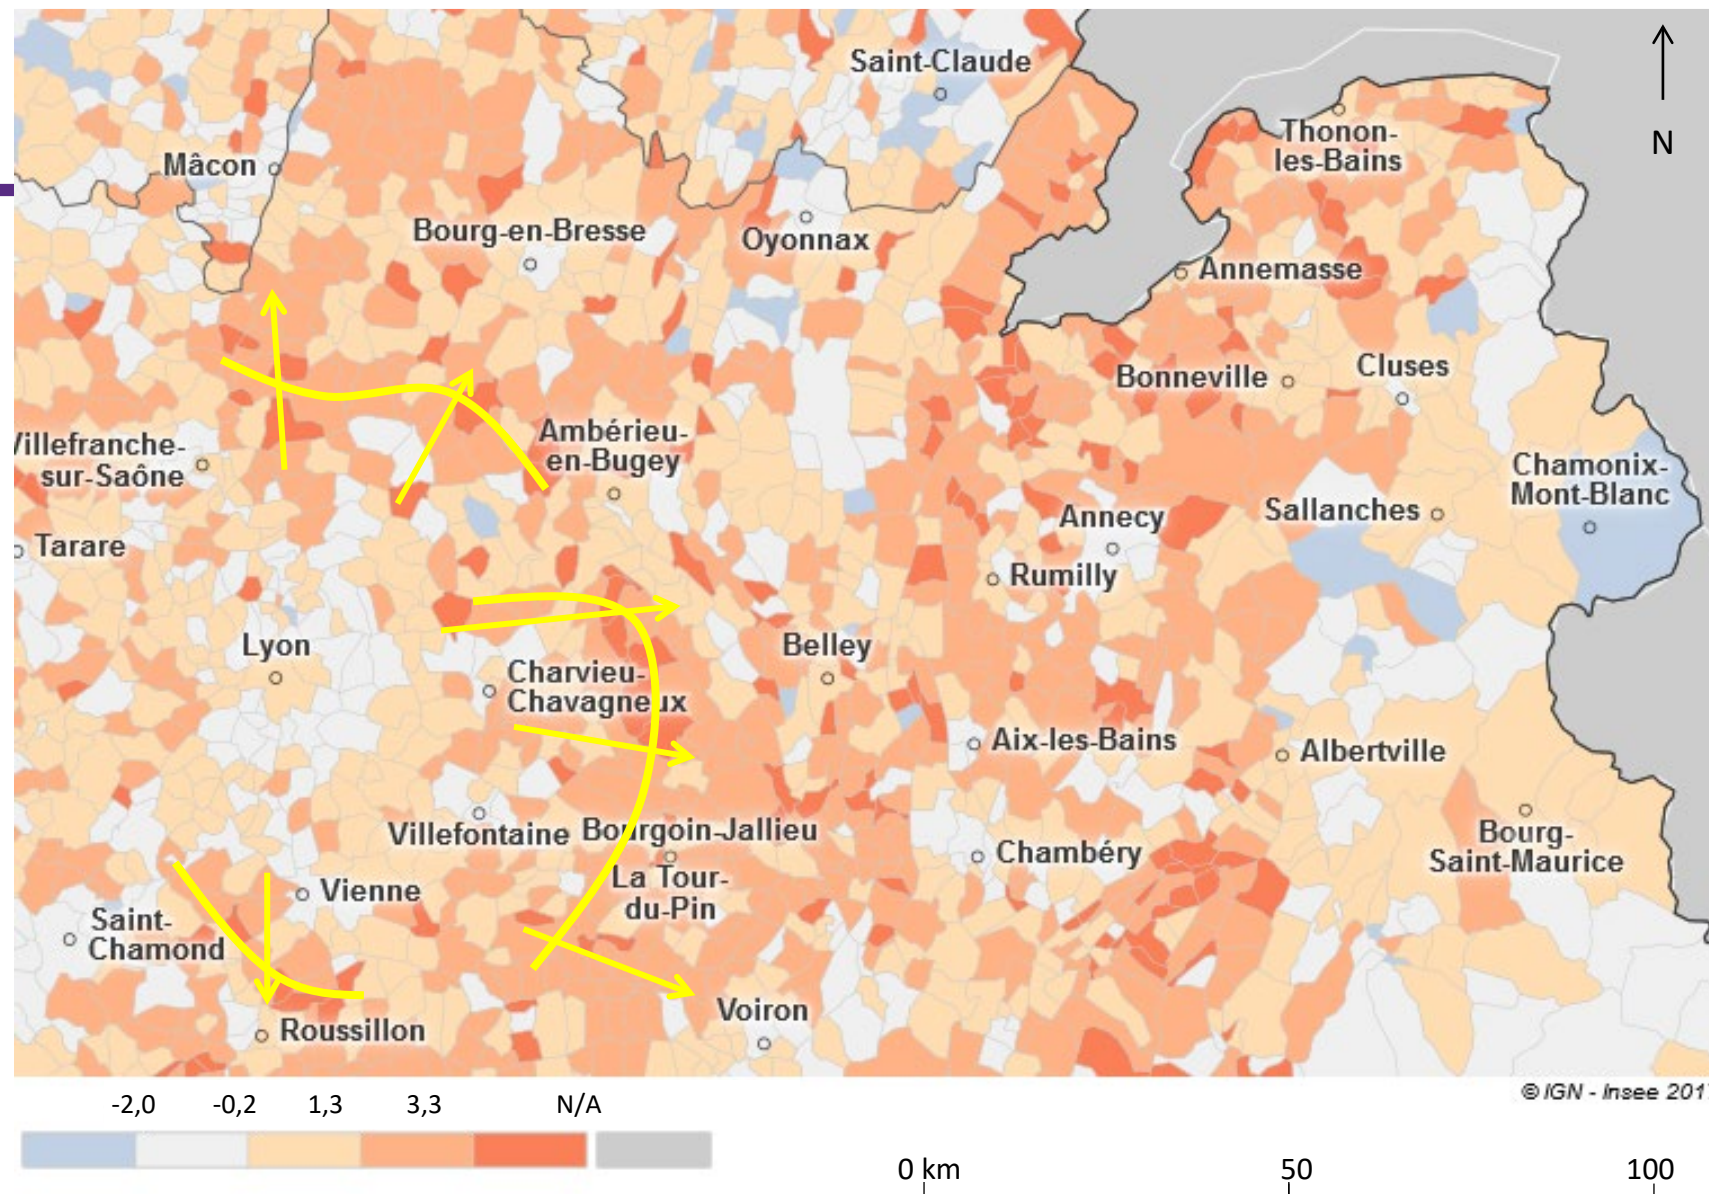 Saint-Claude
Thonon-
les-Bains
N
Mâcon
Bourg-en-Bresse
Oyonnax
Annemasse
Bonneville
Cluses
Villefranche-
sur-Saône
Ambérieu-
en-Bugey
Chamonix-
Mont-Blanc
Sallanches
Annecy
Tarare
Rumilly
Lyon
Belley
Charvieu-
Chavagneux
Aix-les-Bains
Albertville
Villefontaine
Bourgoin-Jallieu
Bourg-
Saint-Maurice
Chambéry
La Tour-
du-Pin
Vienne
Saint-
Chamond
Voiron
Roussillon
© IGN - Insee 201
-2,0 -0,2 1,3 3,3 N/A
0 km 50 100